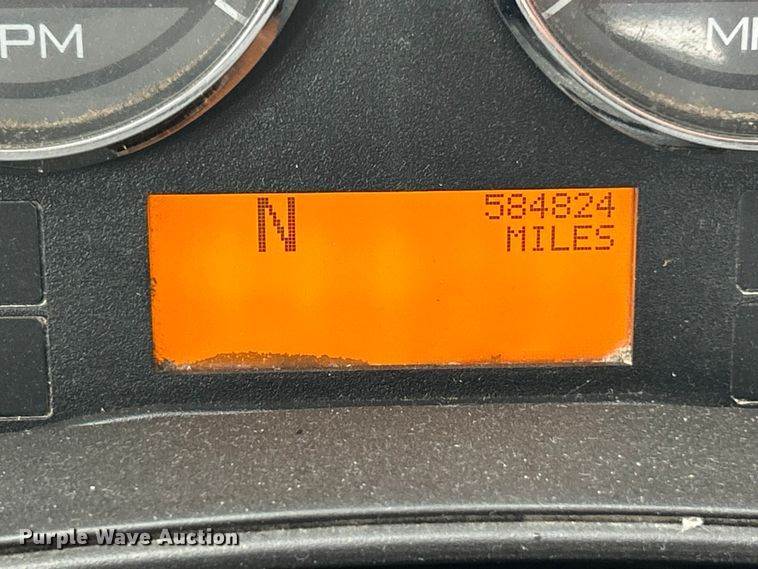 PM
N
584824
MILES
Purple Wave Auction